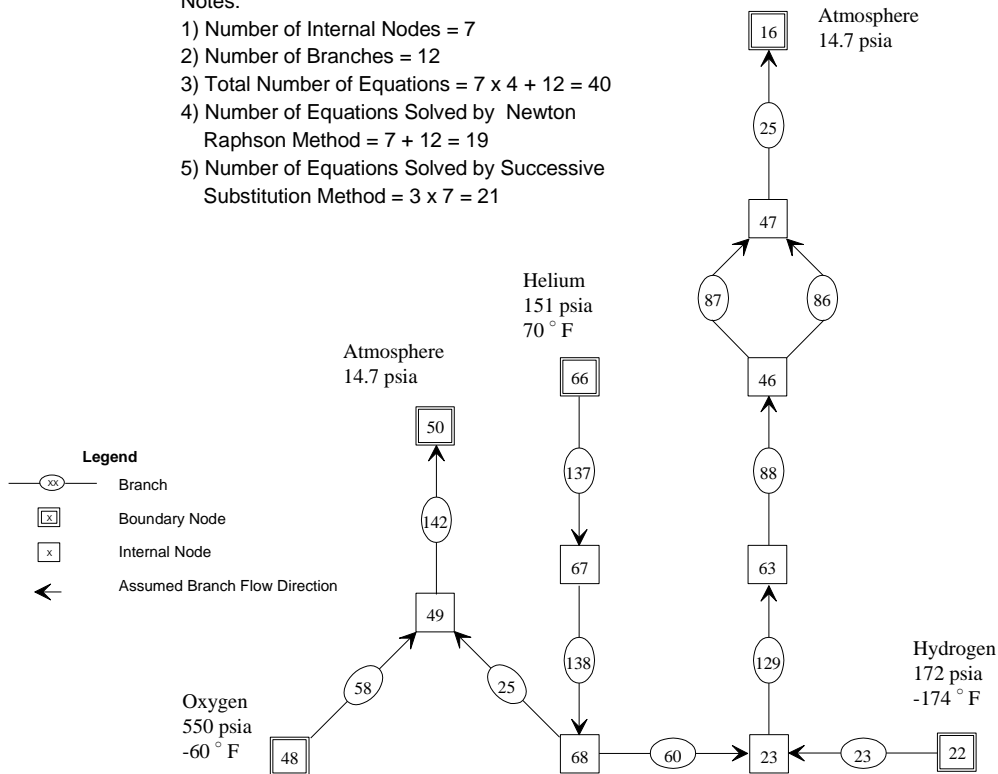 Notes:
1) Number of Internal Nodes = 7
2) Number of Branches = 12
3) Total Number of Equations = 7 x 4 + 12 = 40
4) Number of Equations Solved by Newton
Raphson Method = 7 + 12 = 19
5) Number of Equations Solved by Successive
Substitution Method = 3 x 7 = 21
16
Atmosphere
14.7 psia
25
47
87
86
46
Helium
151 psia
70 ° F
66
Atmosphere
14.7 psia
50
Legend
xx
Branch
x
Boundary Node
x
Internal Node
Assumed Branch Flow Direction
142
137
88
67
63
49
138
129
58
25
Oxygen
550 psia
-60 ° F
48
68
60
23
23
Hydrogen
172 psia
-174 ° F
22